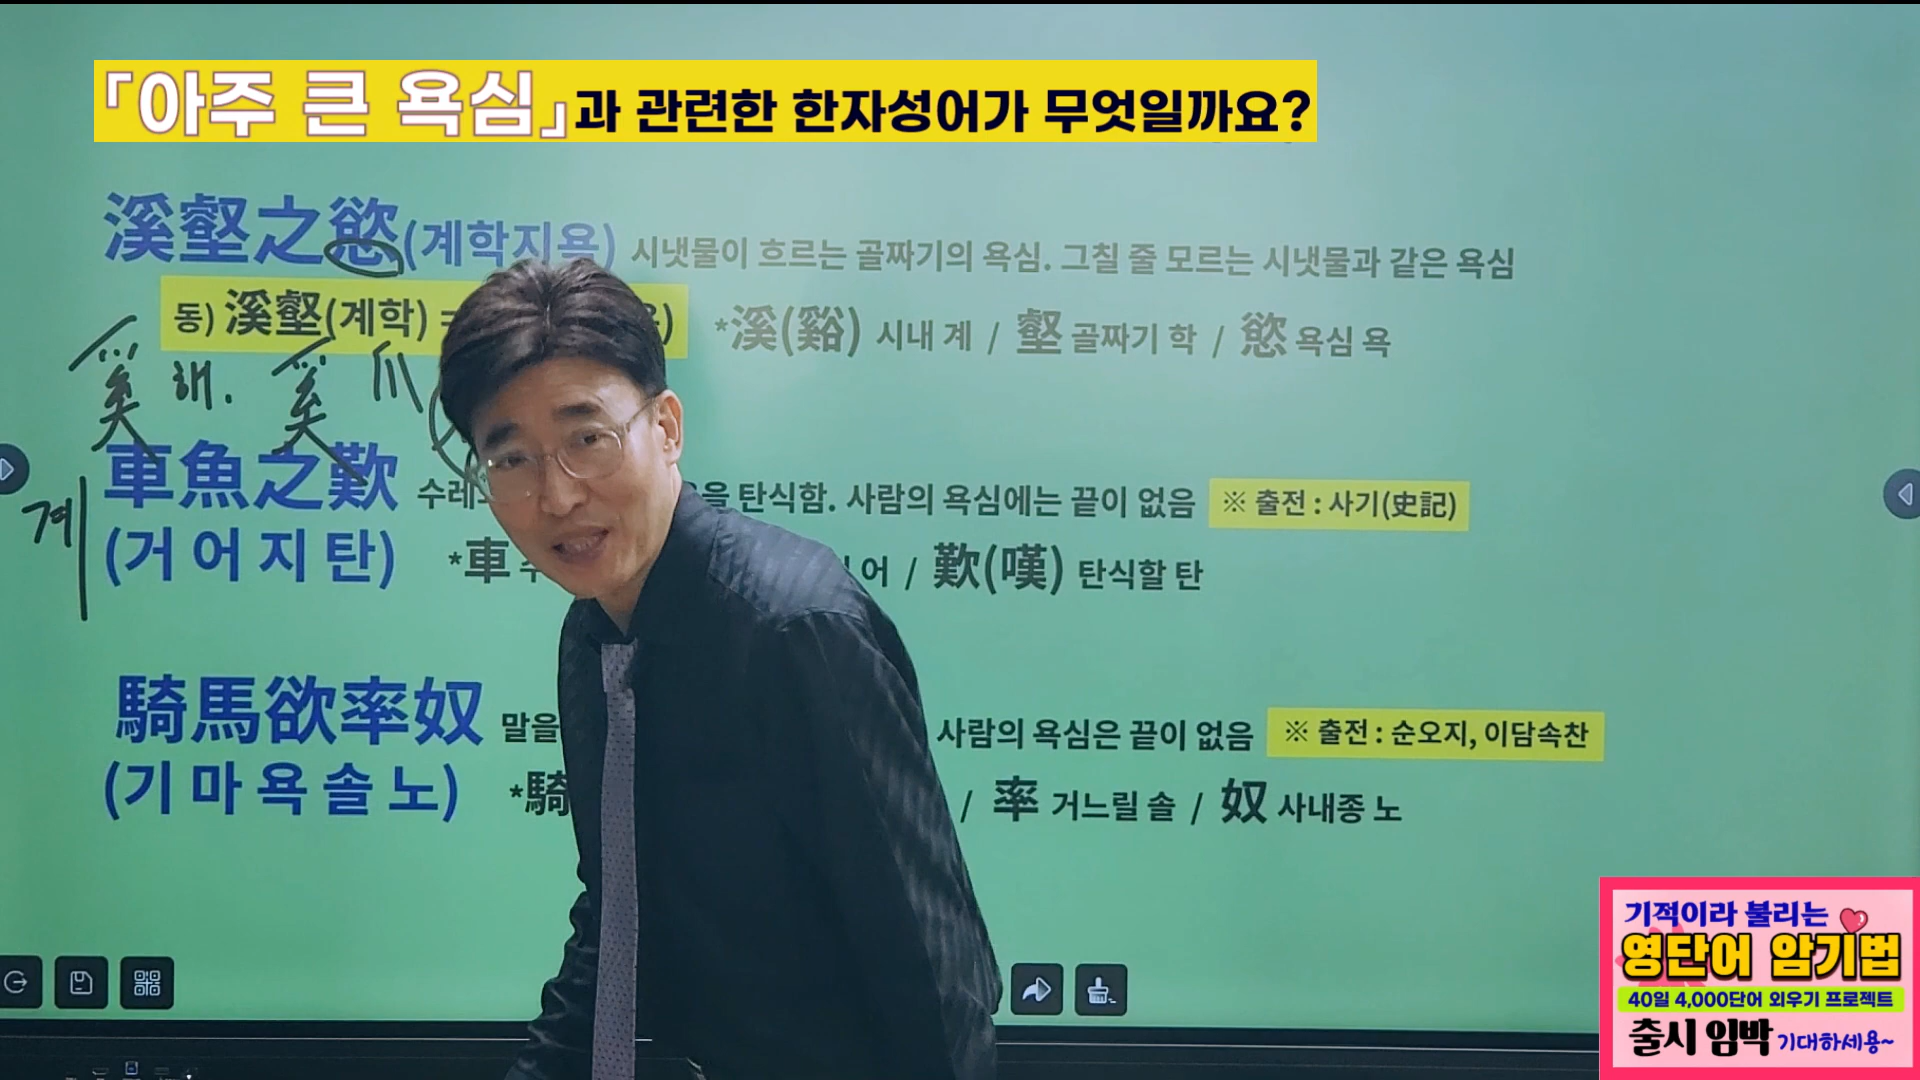 「아주 큰 욕심」과 관련한 한자성어가 무엇일까요?
溪壑之慾(계학지욕) 시냇물이 흐르는 골짜기의 욕심. 그칠 줄 모르는 시냇물과 같은 욕심
동) 溪壑(계학) *溪(谿) 시내 계 / 壑 골짜기 학 / 慾 욕심 욕
奚 해. 奚 爪
계
車魚之歎 수레 을 탄식함. 사람의 욕심에는 끝이 없음 ※ 출전 : 사기(史記)
(거어지탄) *車 어 / 歎(嘆) 탄식할 탄
騎馬欲率奴 말을 사람의 욕심은 끝이 없음 ※ 출전 : 순오지, 이담속찬
(기마욕솔노) *騎 / 率 거느릴 솔 / 奴 사내종 노
기적이라 불리는
영단어 암기법
40일 4,000단어 외우기 프로젝트
출시 임박 기대하세용~